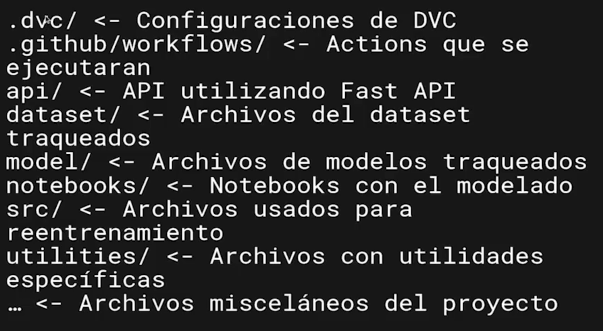 .dvc/ <- Configuraciones de DVC
.github/workflows/ <- Actions que se
ejecutaran
api/ <- API utilizando Fast API
dataset/ <- Archivos del dataset
traqueados
model/ <- Archivos de modelos traqueados
notebooks/ <- Notebooks con el modelado
src/ <- Archivos usados para
reentrenamiento
utilities/ <- Archivos con utilidades
específicas
… <- Archivos misceláneos del proyecto